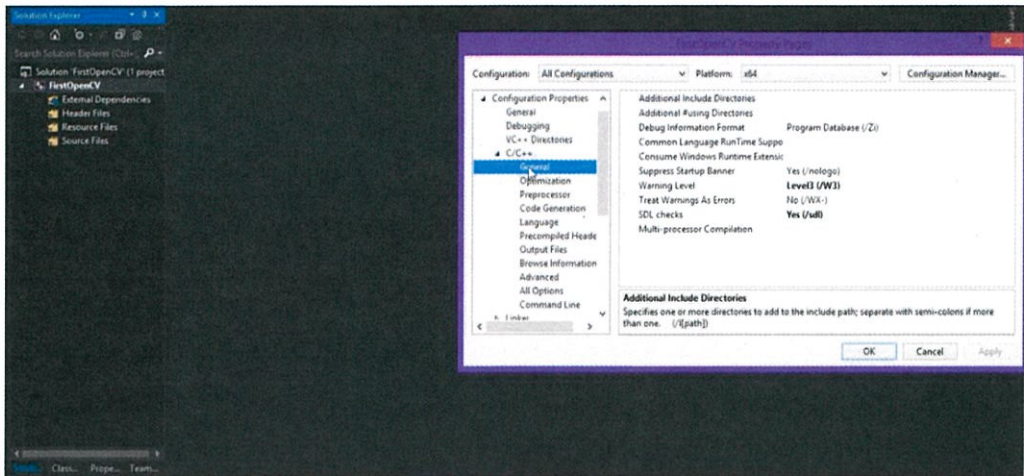 Solution Explorer
Search Solution Explorer (Ctrl+;
Solution 'FirstOpenCV' (1 project
FirstOpenCV
External Dependencies
Header Files
Resource Files
Source Files
Class... Prope... Team...
FirstOpenCV Property Pages
Configuration: All Configurations Platform: x64 Configuration Manager...
Configuration Properties
General
Debugging
VC++ Directories
C/C++
General
Optimization
Preprocessor
Code Generation
Language
Precompiled Heade
Output Files
Browse Information
Advanced
All Options
Command Line
Linker
Additional Include Directories
Additional #using Directories
Debug Information Format Program Database (/Zi)
Common Language RunTime Suppo
Consume Windows Runtime Extensic
Suppress Startup Banner Yes (/nologo)
Warning Level Level3 (/W3)
Treat Warnings As Errors No (/WX-)
SDL checks Yes (/sdl)
Multi-processor Compilation
Additional Include Directories
Specifies one or more directories to add to the include path; separate with semi-colons if more
than one. (/I[path])
OK Cancel Apply